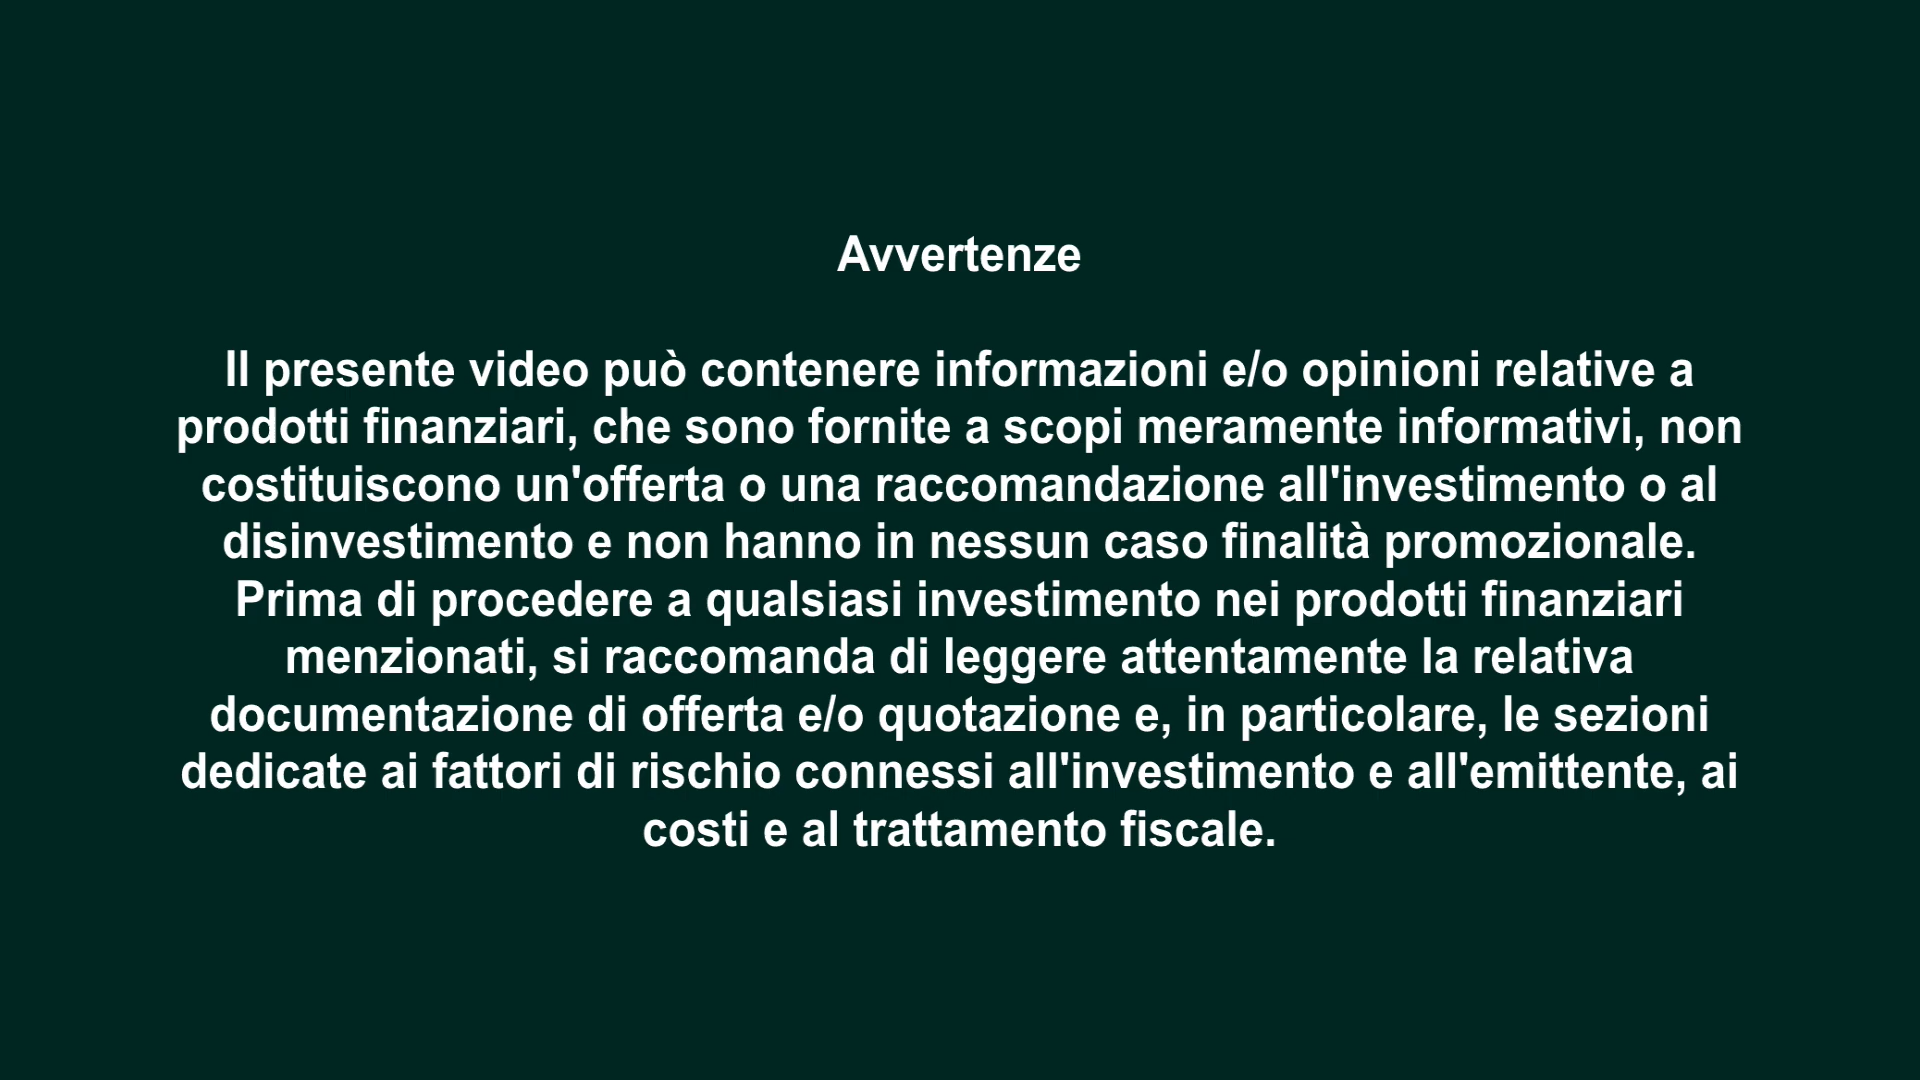 Avvertenze
Il presente video può contenere informazioni e/o opinioni relative a
prodotti finanziari, che sono fornite a scopi meramente informativi, non
costituiscono un'offerta o una raccomandazione all'investimento o al
disinvestimento e non hanno in nessun caso finalità promozionale.
Prima di procedere a qualsiasi investimento nei prodotti finanziari
menzionati, si raccomanda di leggere attentamente la relativa
documentazione di offerta e/o quotazione e, in particolare, le sezioni
dedicate ai fattori di rischio connessi all'investimento e all'emittente, ai
costi e al trattamento fiscale.